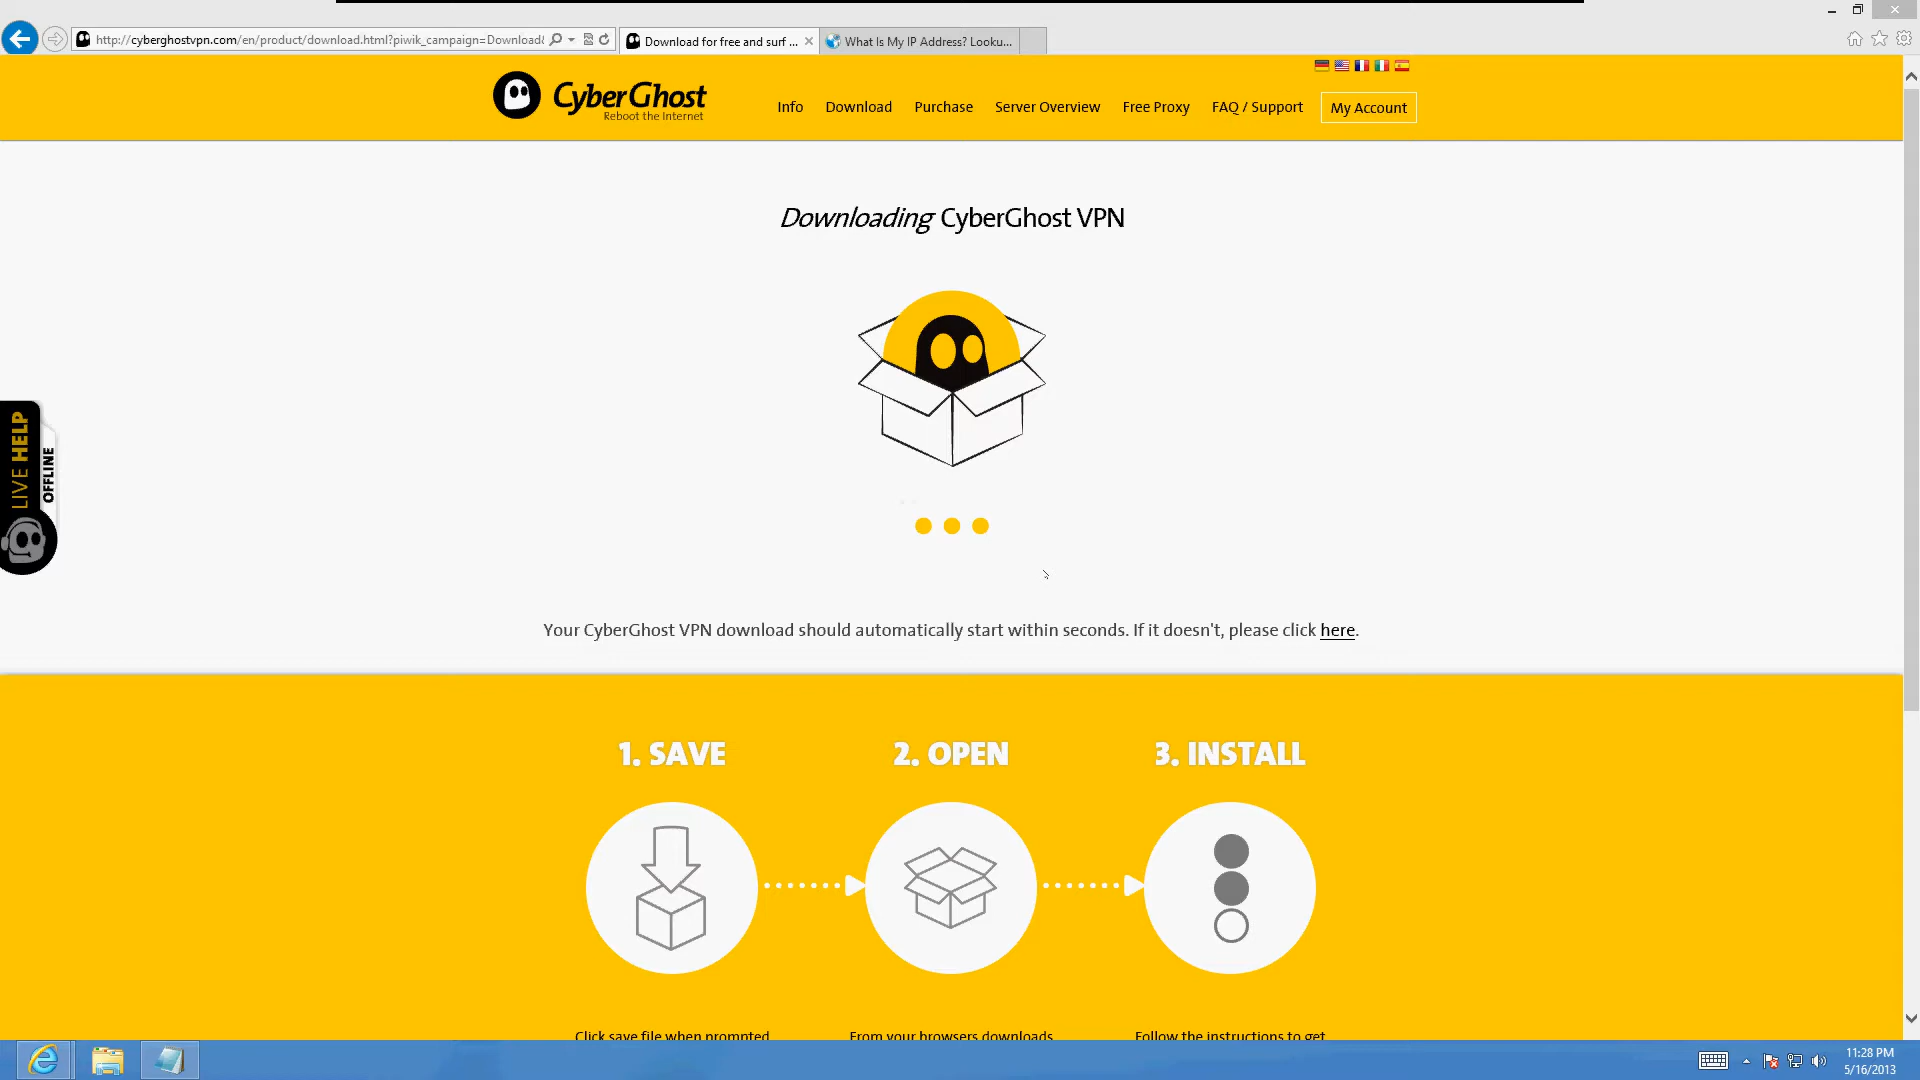 http://cyberghostvpn.com/en/product/download.html?piwik_campaign=Download&
Download for free and surf ...
What Is My IP Address? Looku...
CyberGhost
Reboot the Internet
Info
Download
Purchase
Server Overview
Free Proxy
FAQ / Support
My Account
Downloading CyberGhost VPN
LIVE HELP
OFFLINE
Your CyberGhost VPN download should automatically start within seconds. If it doesn't, please click here.
1. SAVE
2. OPEN
3. INSTALL
Click save file when prompted
From your browsers downloads
Follow the instructions to get
11:28 PM
5/16/2013